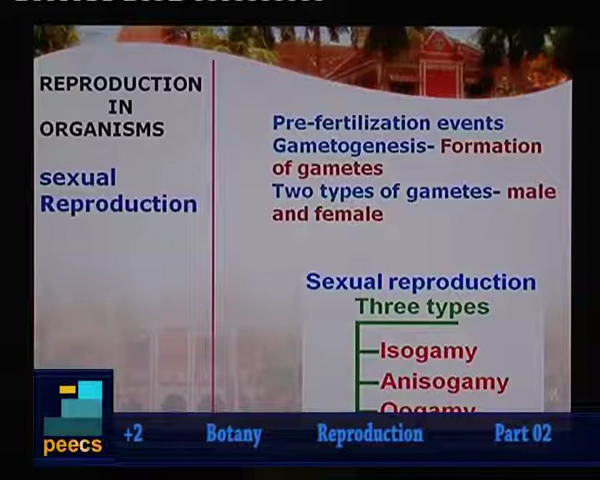 REPRODUCTION
IN
ORGANISMS
sexual
Reproduction
Pre-fertilization events
Gametogenesis- Formation
of gametes
Two types of gametes- male
and female
Sexual reproduction
Three types
Isogamy
Anisogamy
Oogamy
peecs
+2 Botany Reproduction Part 02